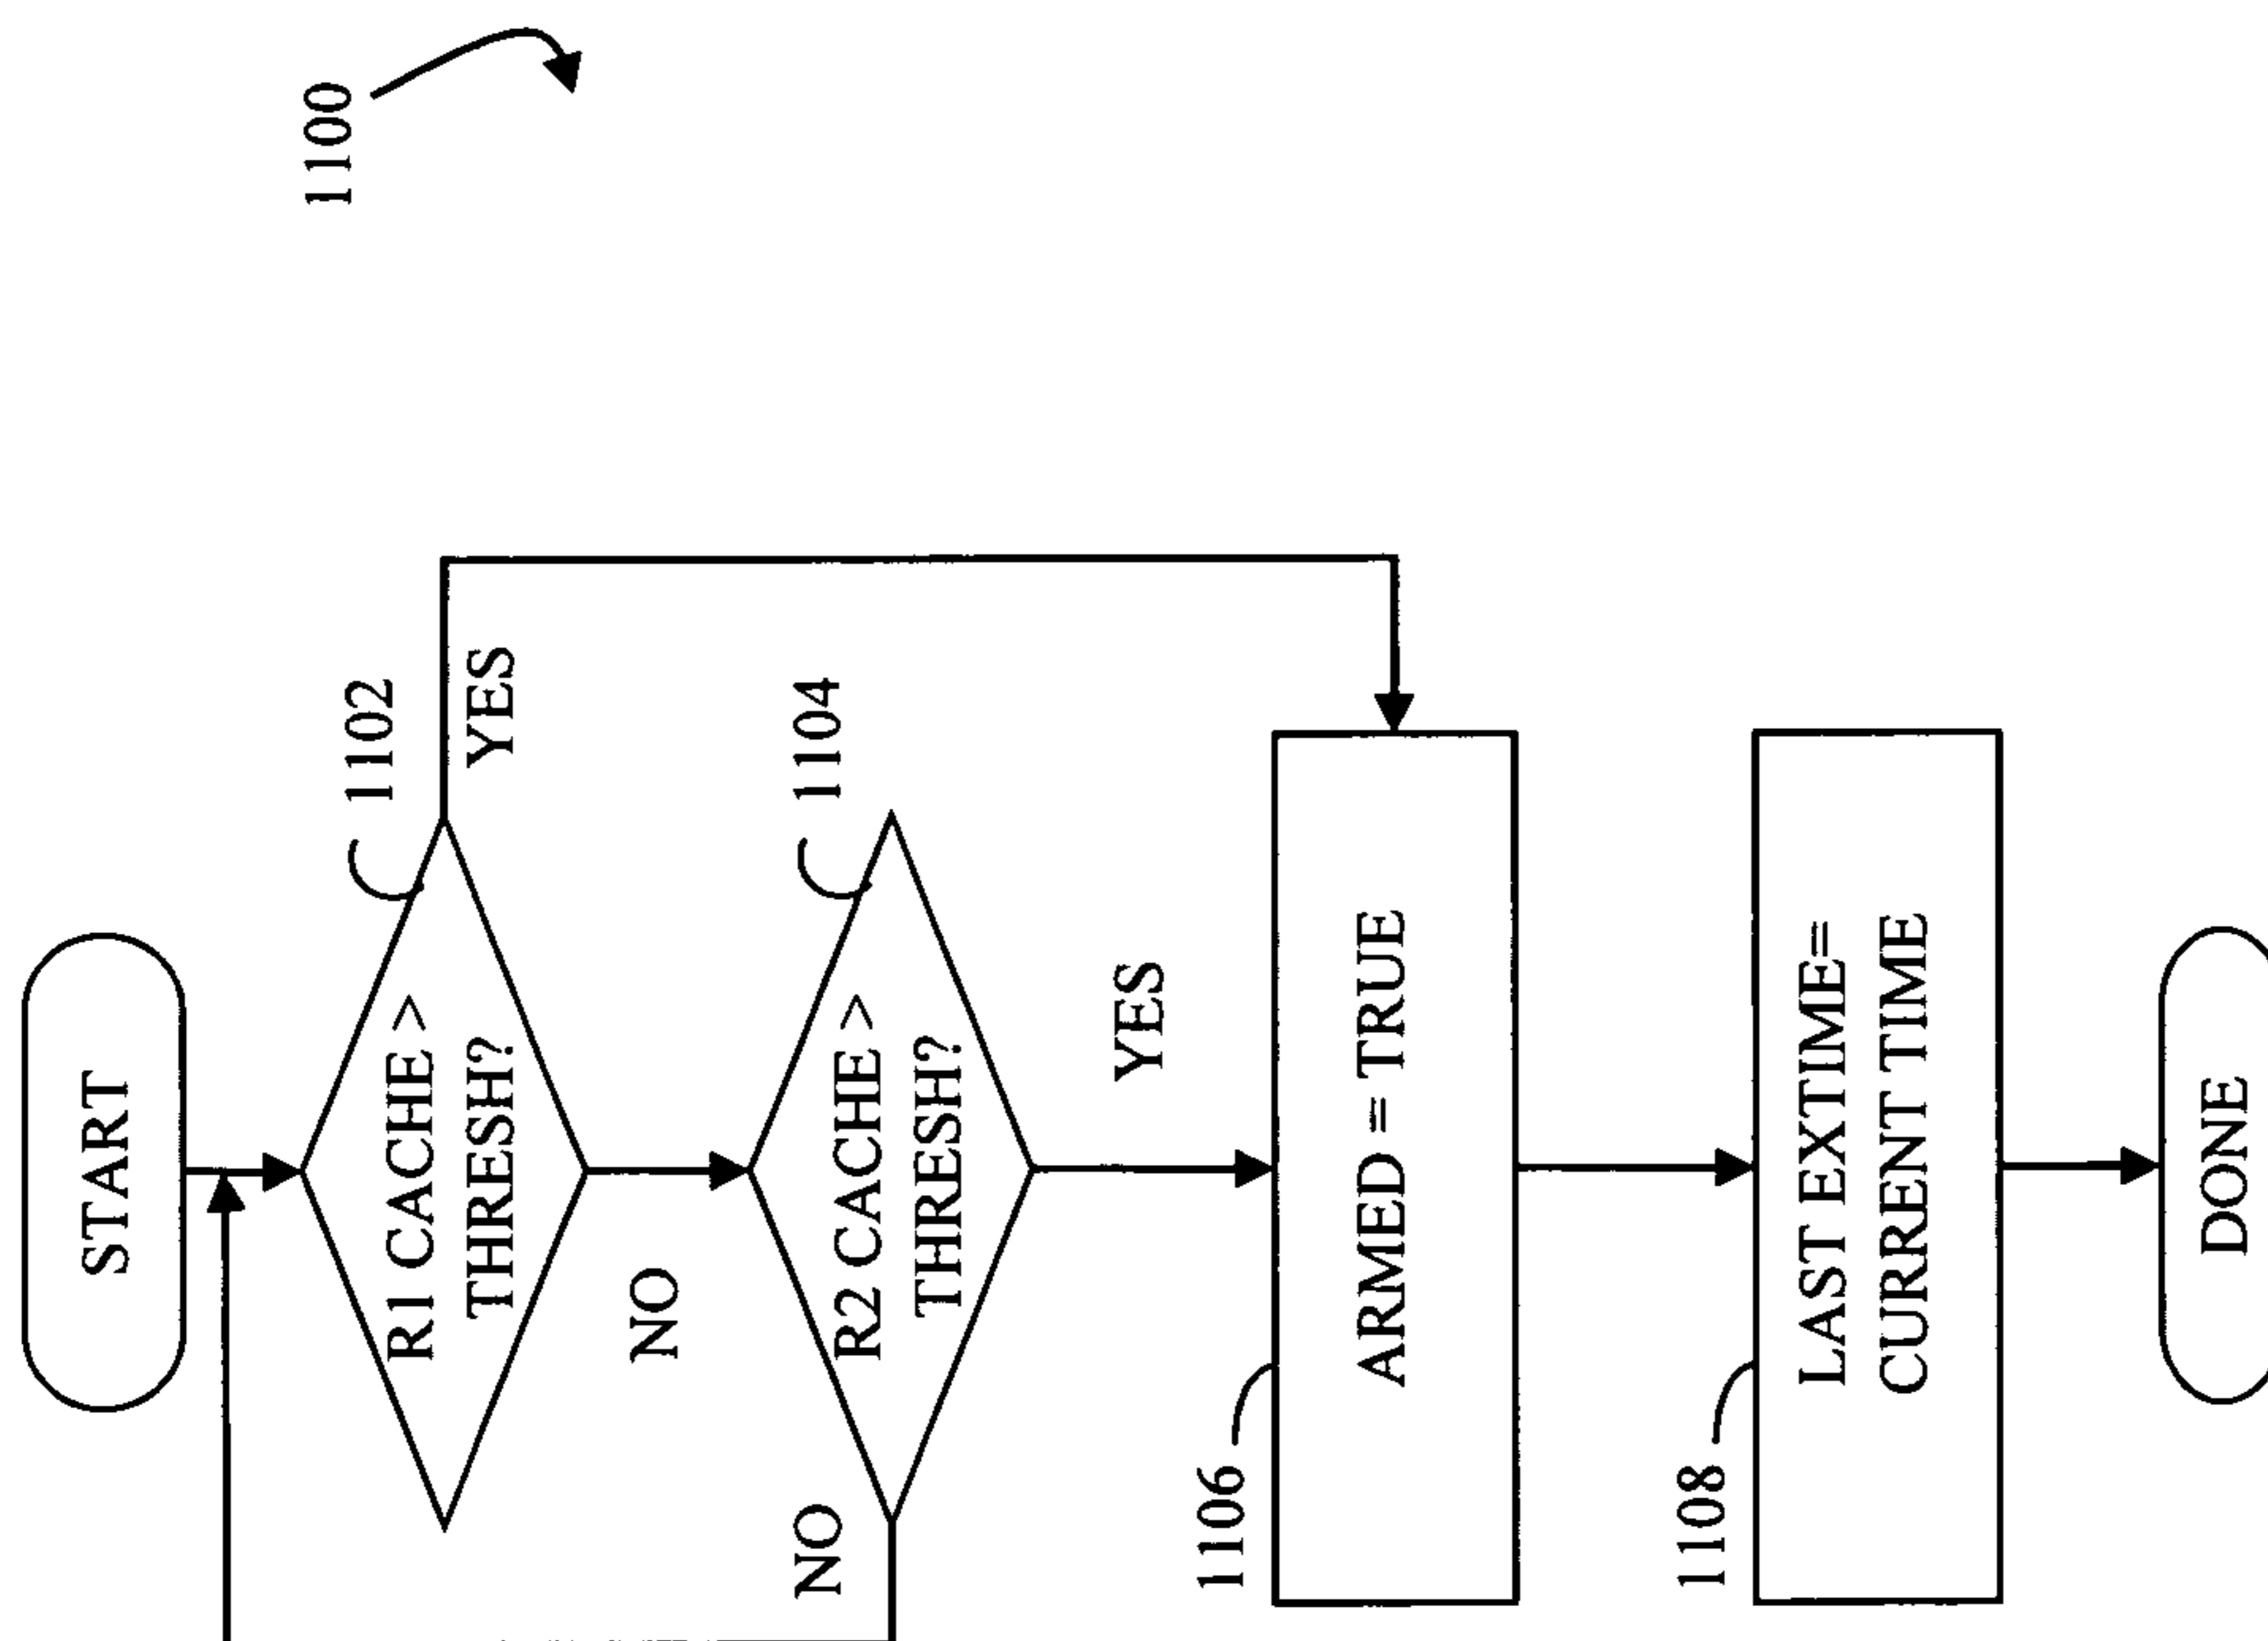 1100
START
1102
R1 CACHE >
THRESH?
YES
NO
1104
R2 CACHE >
THRESH?
NO
YES
1106
ARMED = TRUE
1108
LAST EXTIME=
CURRENT TIME
DONE